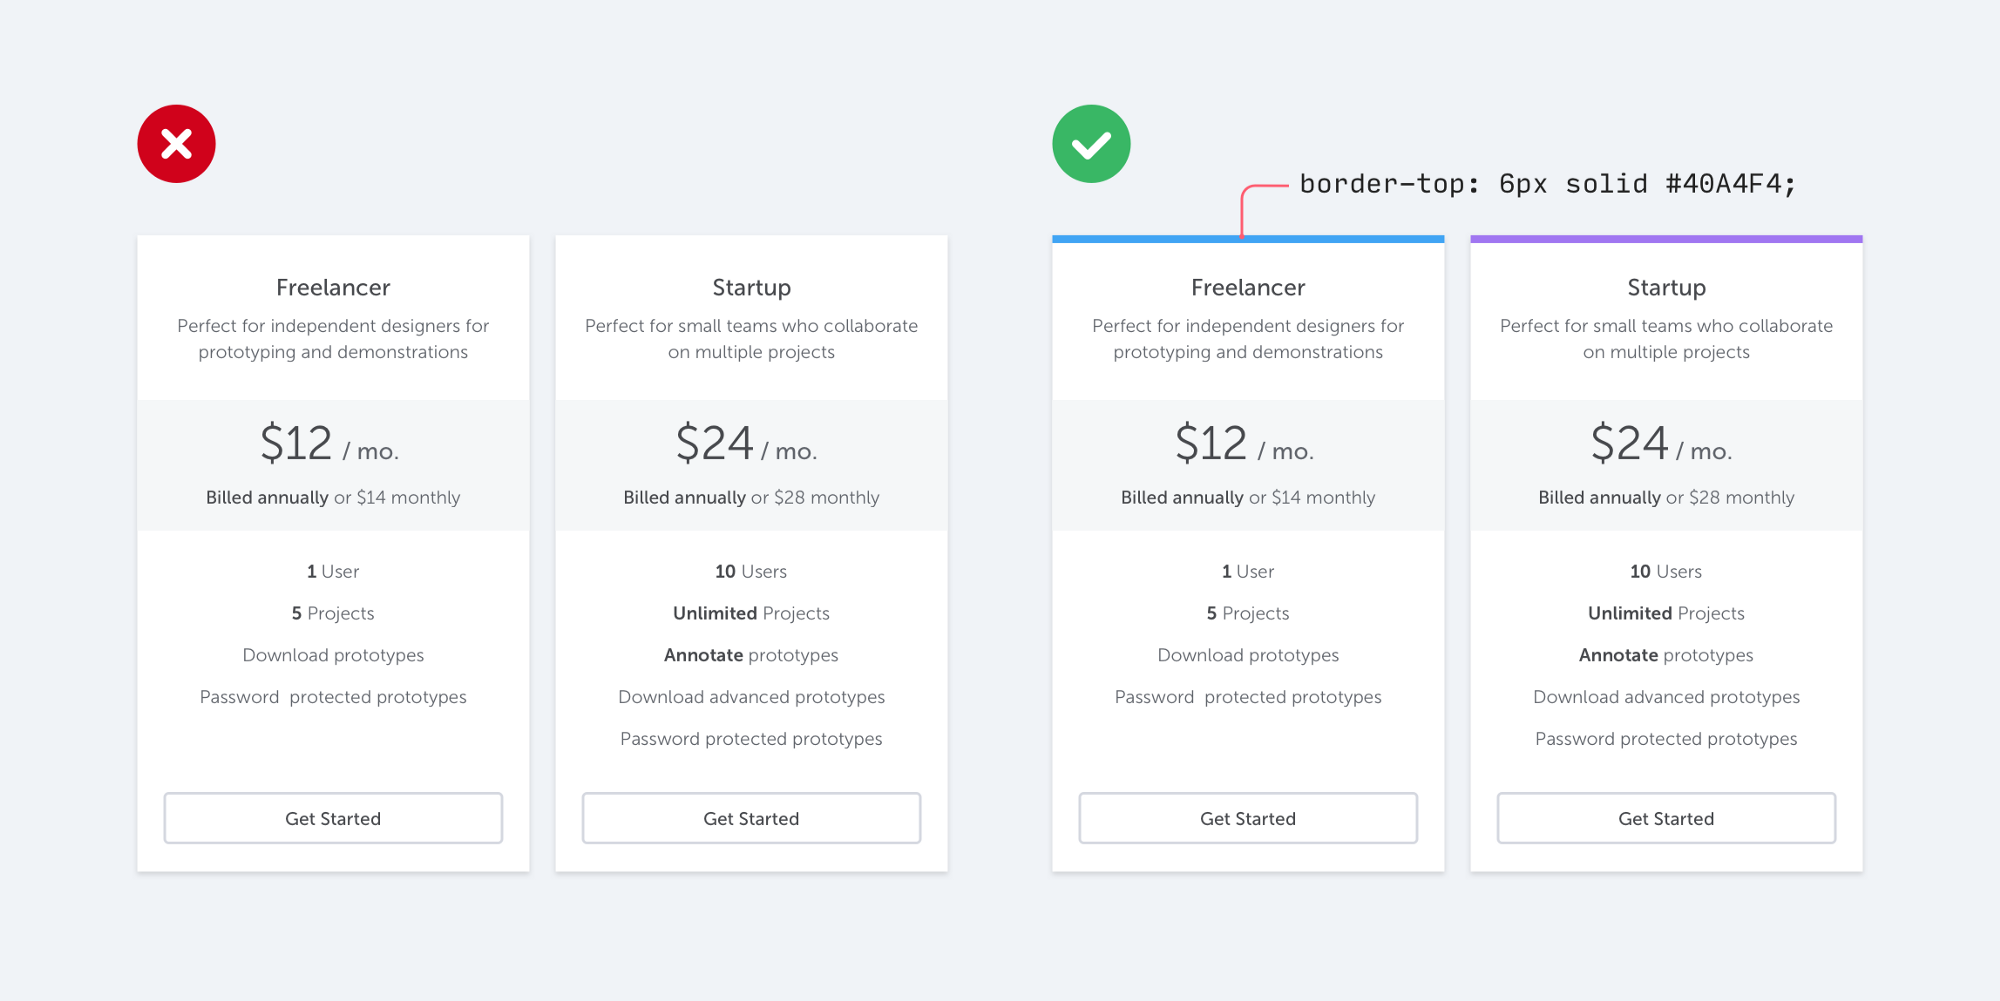 border-top: 6px solid #40A4F4;
Freelancer
Perfect for independent designers for
prototyping and demonstrations
$12 / mo.
Billed annually or $14 monthly
1 User
5 Projects
Download prototypes
Password  protected prototypes
Get Started
Startup
Perfect for small teams who collaborate
on multiple projects
$24 / mo.
Billed annually or $28 monthly
10 Users
Unlimited Projects
Annotate prototypes
Download advanced prototypes
Password protected prototypes
Get Started
Freelancer
Perfect for independent designers for
prototyping and demonstrations
$12 / mo.
Billed annually or $14 monthly
1 User
5 Projects
Download prototypes
Password  protected prototypes
Get Started
Startup
Perfect for small teams who collaborate
on multiple projects
$24 / mo.
Billed annually or $28 monthly
10 Users
Unlimited Projects
Annotate prototypes
Download advanced prototypes
Password protected prototypes
Get Started